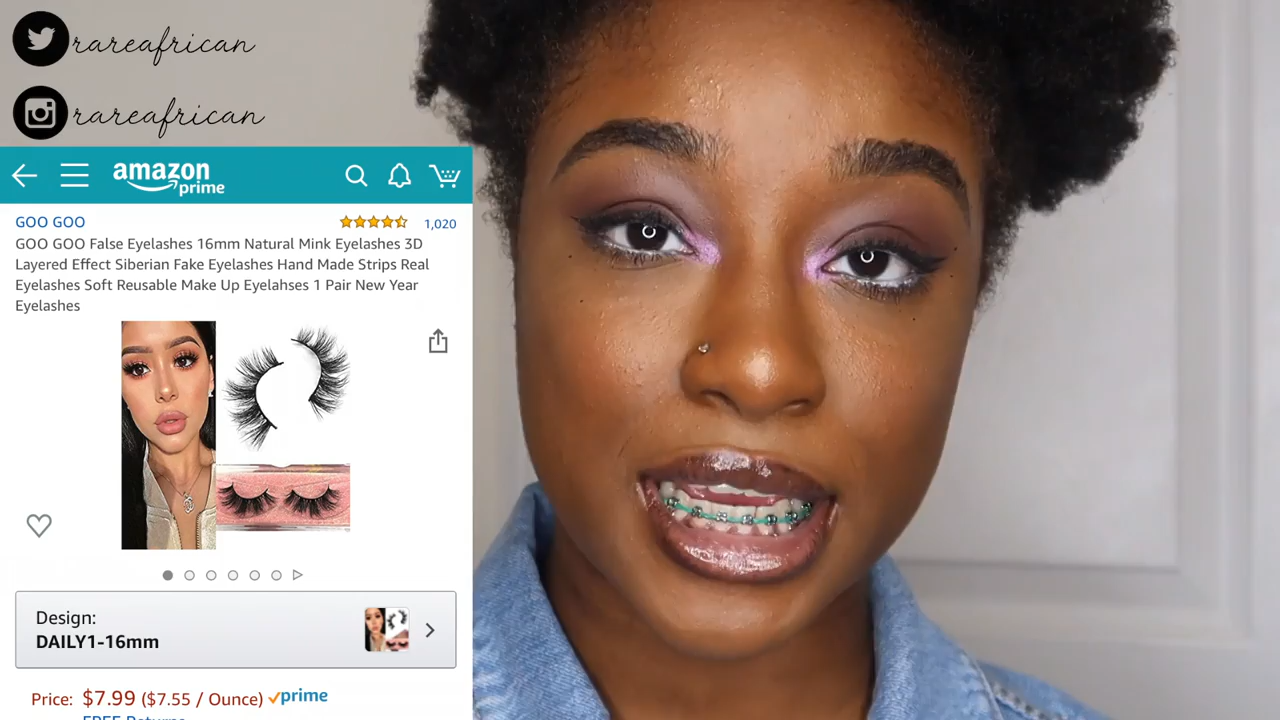 rareafrican
rareafrican
amazon
prime
GOO GOO
1,020
GOO GOO False Eyelashes 16mm Natural Mink Eyelashes 3D
Layered Effect Siberian Fake Eyelashes Hand Made Strips Real
Eyelashes Soft Reusable Make Up Eyelahses 1 Pair New Year
Eyelashes
Design:
DAILY1-16mm
Price: $7.99 ($7.55 / Ounce) prime
FREE Returns